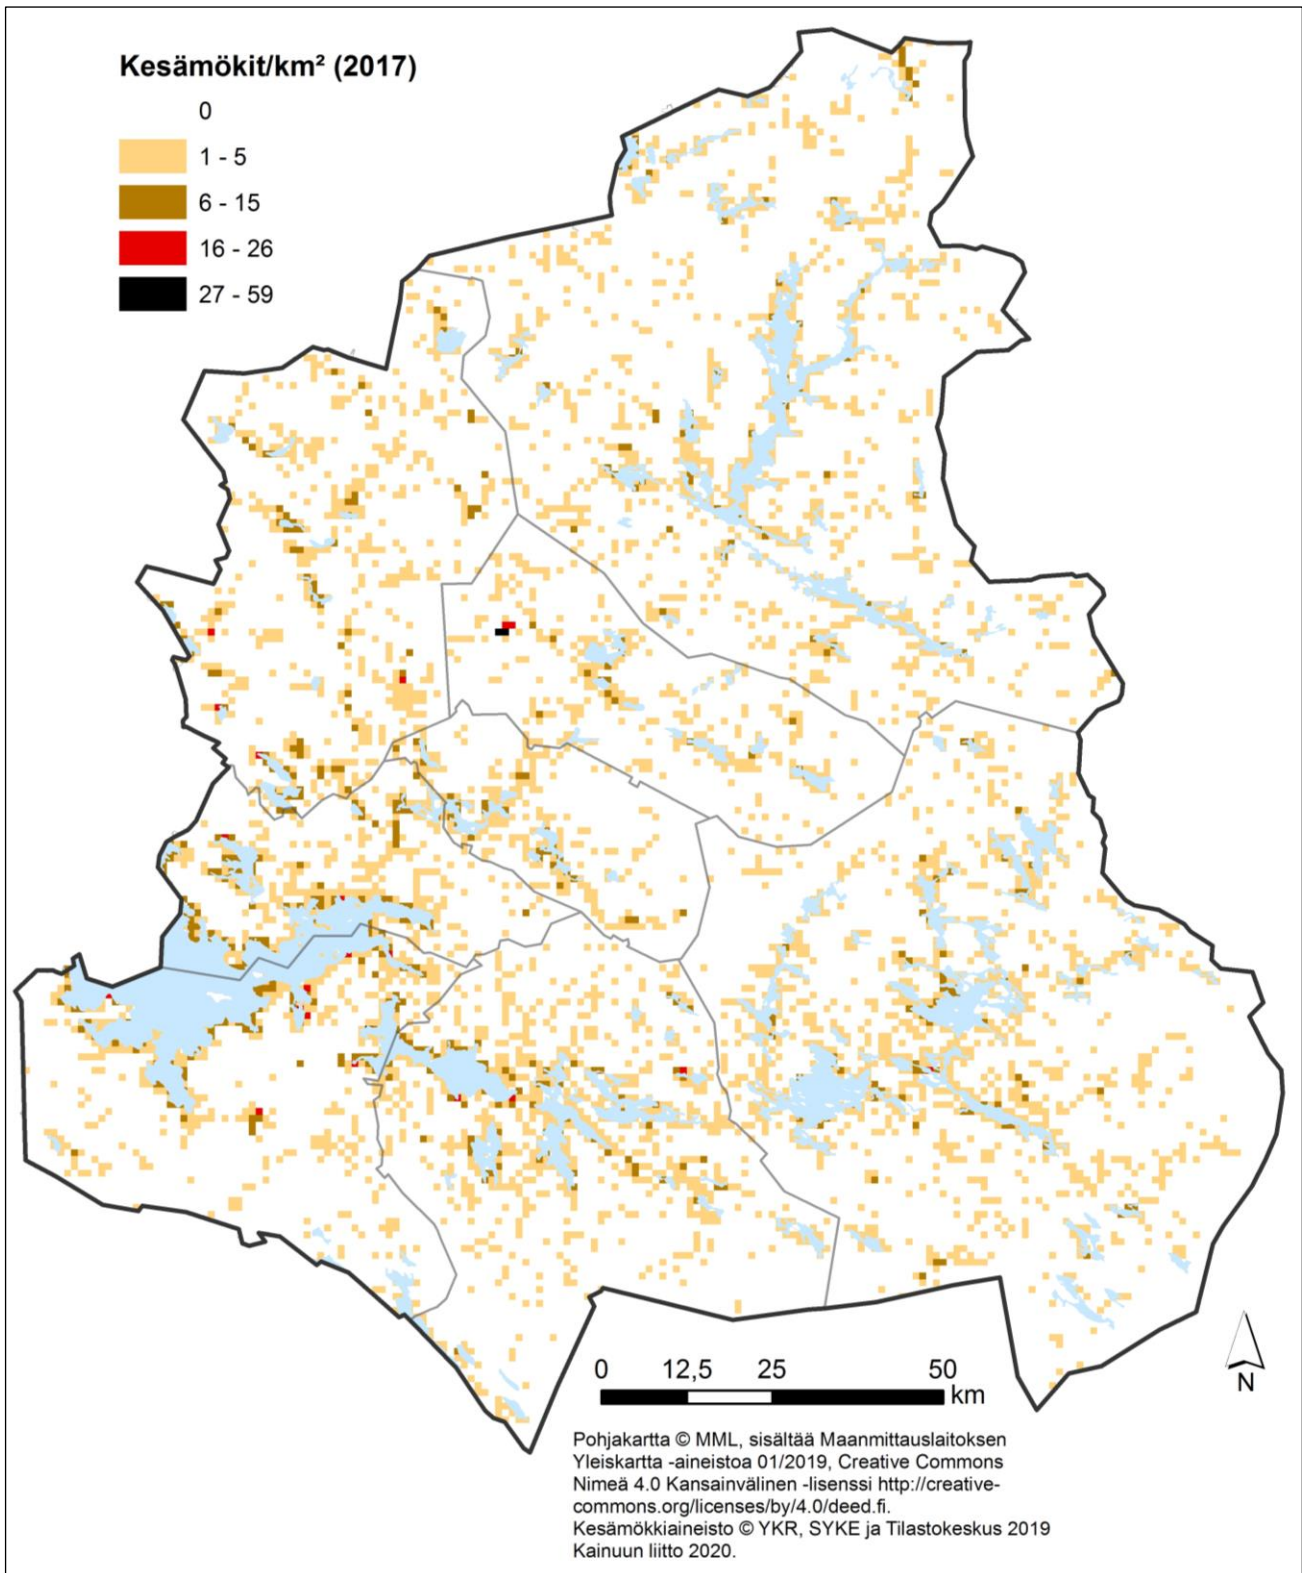 Kesämökit/km² (2017)
0
1 - 5
6 - 15
16 - 26
27 - 59
0 12,5 25 50
km
N
Pohjakartta © MML, sisältää Maanmittauslaitoksen
Yleiskartta -aineistoa 01/2019, Creative Commons
Nimeä 4.0 Kansainvälinen -lisenssi http://creative-
commons.org/licenses/by/4.0/deed.fi.
Kesämökkiaineisto © YKR, SYKE ja Tilastokeskus 2019
Kainuun liitto 2020.